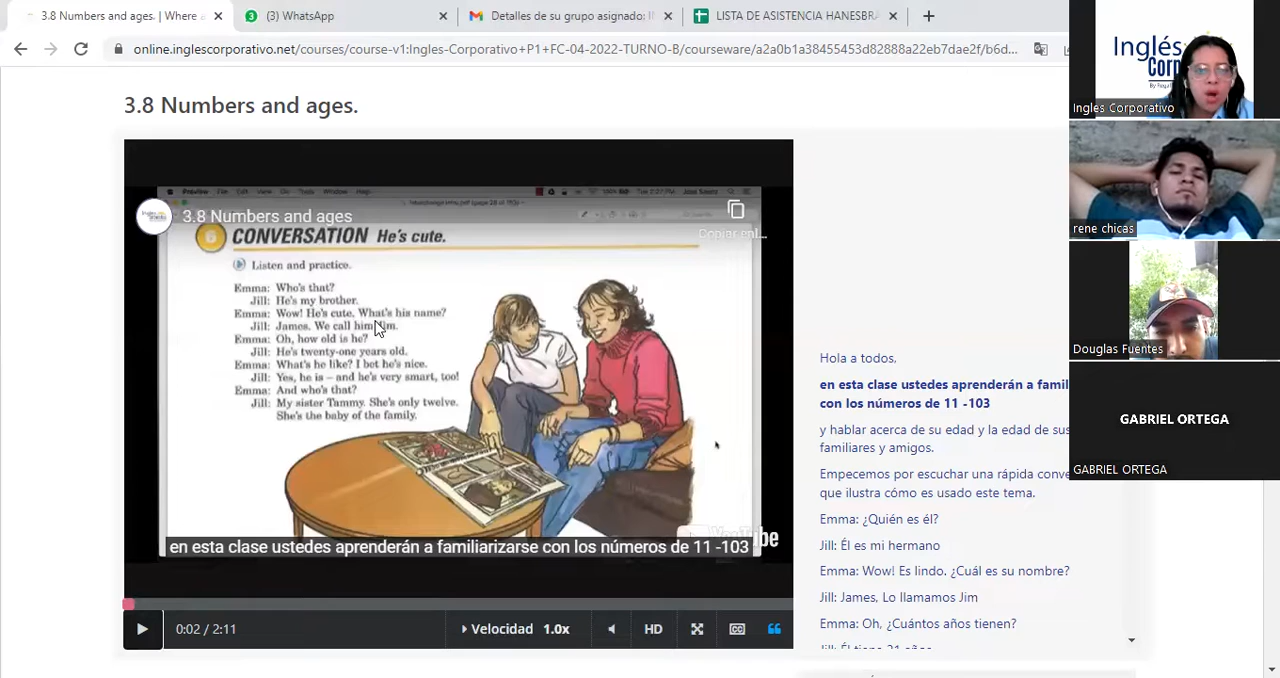 3.8 Numbers and ages. | Where a
(3) WhatsApp
Detalles de su grupo asignado: I
LISTA DE ASISTENCIA HANESBRA
online.inglescorporativo.net/courses/course-v1:Ingles-Corporativo+P1+FC-04-2022-TURNO-B/courseware/a2a0b1a38455453d82888a22eb7dae2f/b6d...
3.8 Numbers and ages.
3.8 Numbers and ages
Copiar enl...
6 CONVERSATION He's cute.
Listen and practice.
Emma: Who's that?
Jill: He's my brother.
Emma: Wow! He's cute. What's his name?
Jill: James. We call him Jim.
Emma: Oh, how old is he?
Jill: He's twenty-one years old.
Emma: What's he like? I bet he's nice.
Jill: Yes, he is – and he's very smart, too!
Emma: And who's that?
Jill: My sister Tammy. She's only twelve.
She's the baby of the family.
YouTube
en esta clase ustedes aprenderán a familiarizarse con los números de 11 -103
0:02 / 2:11
Velocidad 1.0x
HD
Hola a todos,
en esta clase ustedes aprenderán a famil
con los números de 11 -103
y hablar acerca de su edad y la edad de sus
familiares y amigos.
Empecemos por escuchar una rápida conve
que ilustra cómo es usado este tema.
Emma: ¿Quién es él?
Jill: Él es mi hermano
Emma: Wow! Es lindo. ¿Cuál es su nombre?
Jill: James, Lo llamamos Jim
Emma: Oh, ¿Cuántos años tienen?
Jill: Él tiene 21 años
Inglés
Corp
Ingles Corporativo
rene chicas
Douglas Fuentes
GABRIEL ORTEGA
GABRIEL ORTEGA